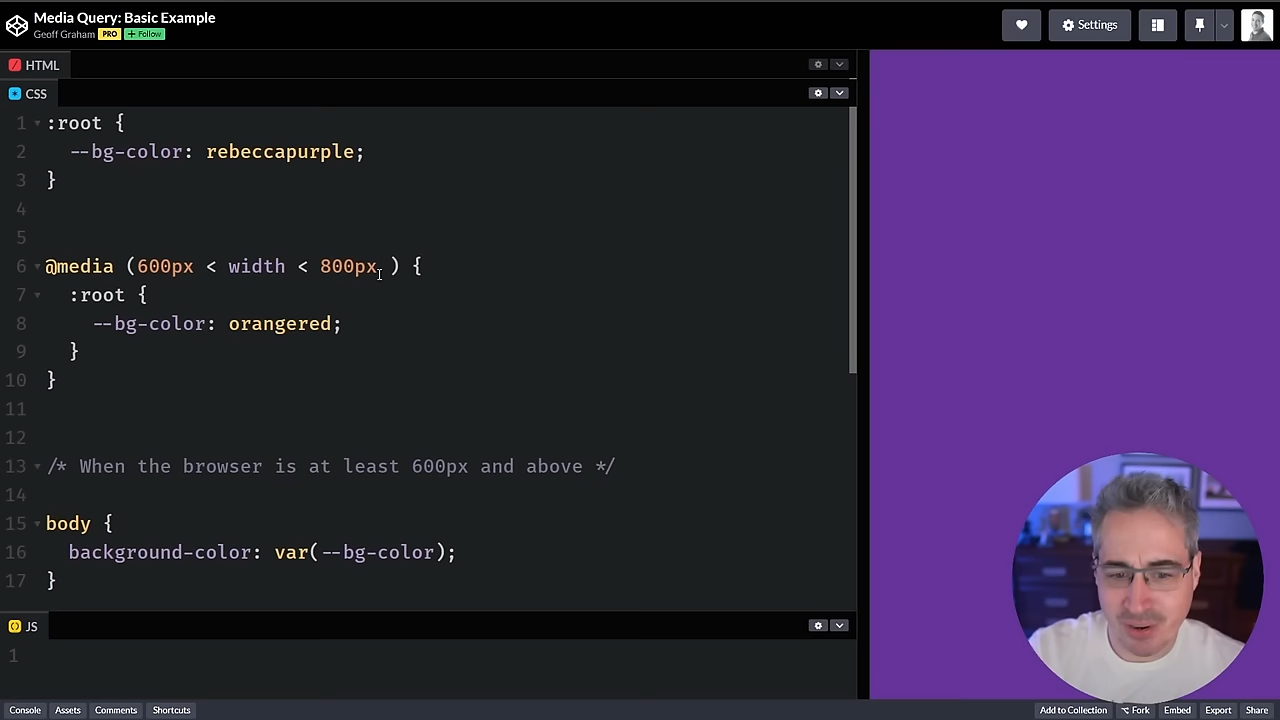 Media Query: Basic Example
Geoff Graham PRO + Follow
Settings
HTML
CSS
1 :root {
2 --bg-color: rebeccapurple;
3 }
4
5
6 @media (600px < width < 800px ) {
7 :root {
8 --bg-color: orangered;
9 }
10 }
11
12
13 /* When the browser is at least 600px and above */
14
15 body {
16 background-color: var(--bg-color);
17 }
JS
1
Console Assets Comments Shortcuts Add to Collection Fork Embed Export Share